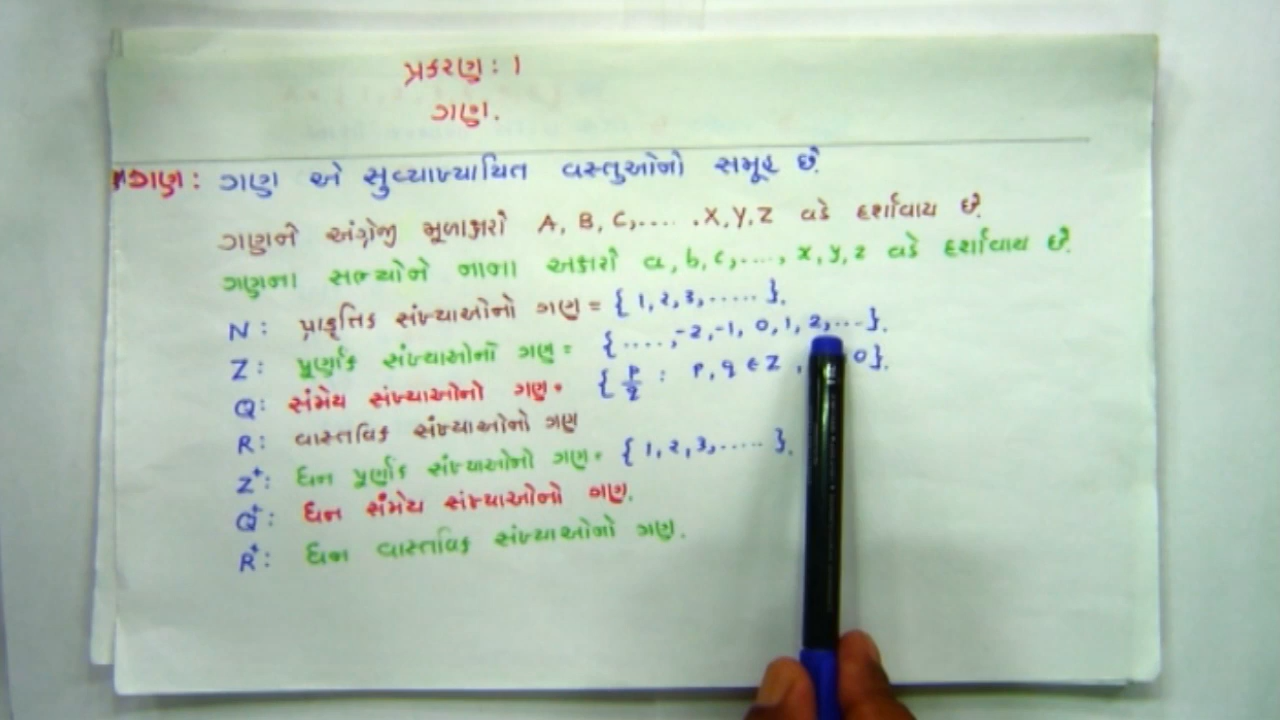 પ્રકરણ : 1
ગણ.
ગણ : ગણ એ સુવ્યાખ્યાયિત વસ્તુઓનો સમૂહ છે.
ગણને અંગ્રેજી મૂળાક્ષરો A, B, C,..... .X,Y,Z વડે દર્શાવાય છે.
ગણના સભ્યોને નાના અક્ષરો a,b,c,...., x,y,z વડે દર્શાવાય છે.
N : પ્રાકૃતિક સંખ્યાઓનો ગણ = { 1,2,3,...... }.
Z : પૂર્ણાંક સંખ્યાઓનો ગણ = {....,-2,-1, 0,1,2,...}.
Q : સંમેય સંખ્યાઓનો ગણ = { p/q : p,q ∈ Z , 0}.
R : વાસ્તવિક સંખ્યાઓનો ગણ
Z⁺ : ધન પૂર્ણાંક સંખ્યાઓનો ગણ = { 1,2,3,..... }.
Q⁺ : ધન સંમેય સંખ્યાઓનો ગણ.
R⁺ : ધન વાસ્તવિક સંખ્યાઓનો ગણ.